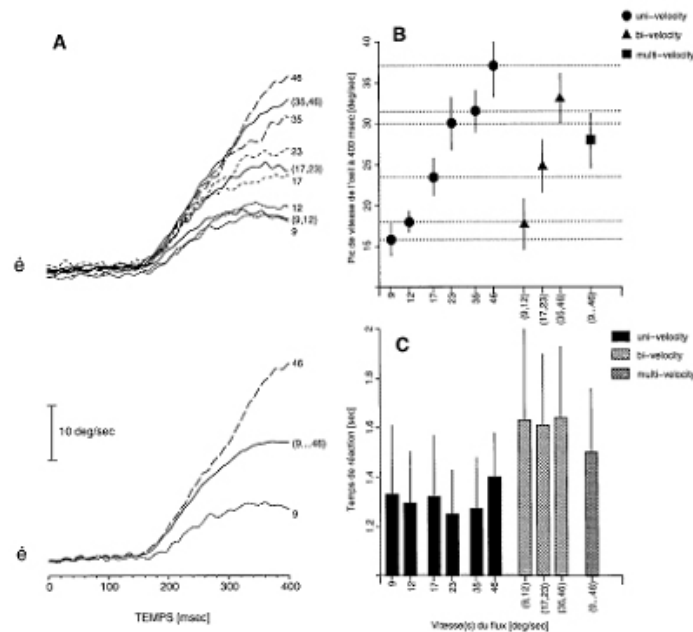 A
46
(35,46)
35
23
(17,23)
17
12
(9,12)
9
ė
46
10 deg/sec
(9...46)
9
ė
0 100 200 300 400
TEMPS [msec]
B
uni-velocity
bi-velocity
multi-velocity
Pic de vitesse de l'oeil à 400 msec [deg/sec]
40
35
30
25
20
15
9 12 17 23 35 46 (9,12) (17,23) (35,46) (9...46)
C
uni-velocity
bi-velocity
multi-velocity
Temps de réaction [sec]
2
1.8
1.6
1.4
1.2
9 12 17 23 35 46 (9,12) (17,23) (35,46) (9...46)
Vitesse(s) du flux [deg/sec]